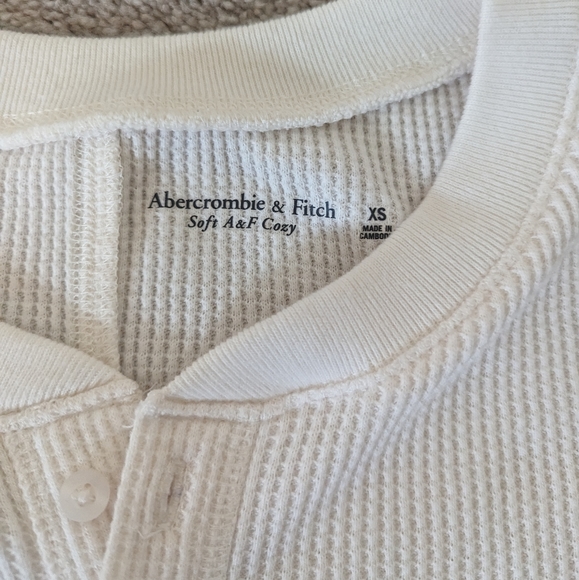 Abercrombie & Fitch
Soft A&F Cozy
XS
MADE IN